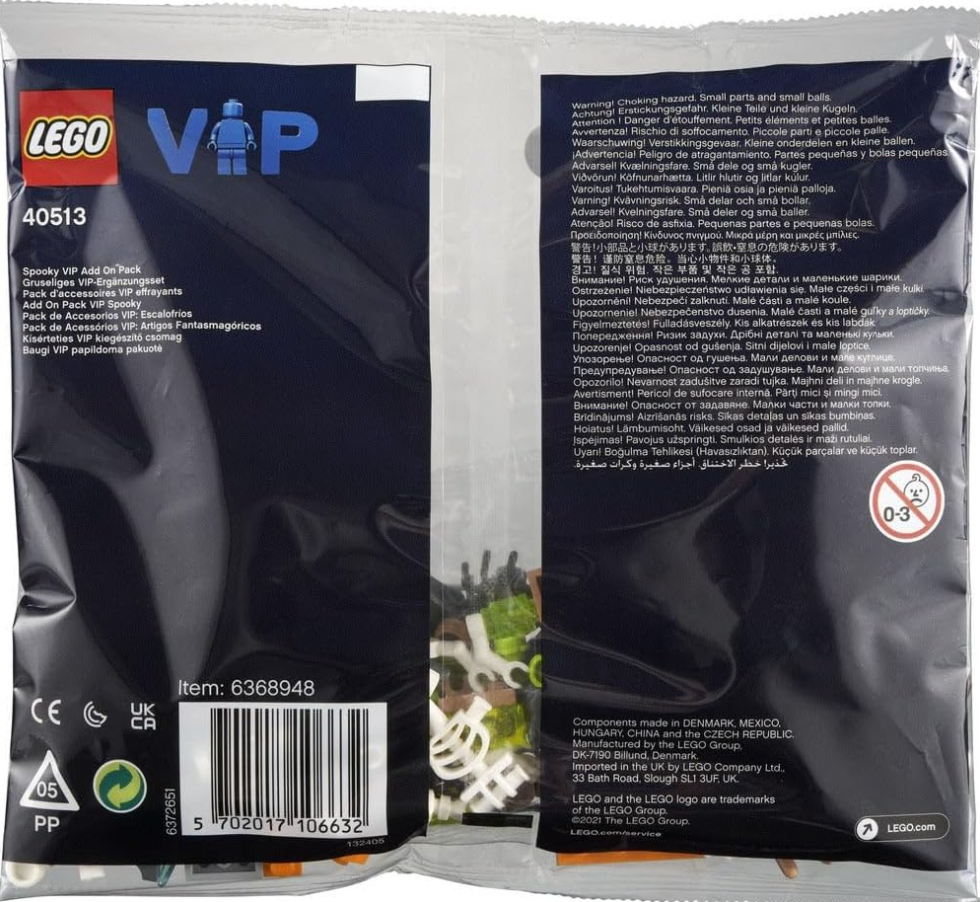 LEGO
VIP
40513
Spooky VIP Add On Pack
Gruseliges VIP-Ergänzungsset
Pack d'accessoires VIP effrayants
Add On Pack VIP Spooky
Pack de Accesorios VIP: Escalofríos
Pack de Acessórios VIP: Artigos Fantasmagóricos
Kísérteties VIP kiegészítő csomag
Baugi VIP papildoma pakuotė
Item: 6368948
CE
UK
CA
05
PP
6372651
5 702017 106632
132405
Warning! Choking hazard. Small parts and small balls.
Achtung! Erstickungsgefahr. Kleine Teile und kleine Kugeln.
Attention ! Danger d'étouffement. Petits éléments et petites balles.
Avvertenza! Rischio di soffocamento. Piccole parti e piccole palle.
Waarschuwing! Verstikkingsgevaar. Kleine onderdelen en kleine ballen.
¡Advertencia! Peligro de atragantamiento. Partes pequeñas y bolas pequeñas.
Advarsel! Kvælningsfare. Små dele og små kugler.
Viðvörun! Köfnunarhætta. Litlir hlutir og litlar kúlur.
Varoitus! Tukehtumisvaara. Pieniä osia ja pieniä palloja.
Varning! Kvävningsrisk. Små delar och små bollar.
Advarsel! Kvelningsfare. Små deler og små baller.
Atenção! Risco de asfixia. Pequenas partes e pequenas bolas.
Προειδοποίηση! Κίνδυνος πνιγμού. Μικρά μέρη και μικρές μπίλιες.
警告!小部品と小球があります。誤飲•窒息の危険があります。
警告！谨防窒息危险。当心小物件和小球体。
경고! 질식 위험. 작은 부품 및 작은 공 포함.
Внимание! Риск удушения. Мелкие детали и маленькие шарики.
Ostrzeżenie! Niebezpieczeństwo udławienia się. Małe części i małe kulki.
Upozornění! Nebezpečí zalknutí. Malé části a malé koule.
Upozornenie! Nebezpečenstvo dusenia. Malé časti a malé guľky a loptičky.
Figyelmeztetés! Fulladásveszély. Kis alkatrészek és kis labdák.
Попередження! Ризик задухи. Дрібні деталі та маленькі кульки.
Upozorenje! Opasnost od gušenja. Sitni dijelovi i male loptice.
Упозорење! Опасност од гушења. Мали делови и мале куглице.
Предупредување! Опасност од задушување. Мали делови и мали топчиња.
Opozorilo! Nevarnost zadušitve zaradi tujka. Majhni deli in majhne krogle.
Avertisment! Pericol de sufocare internă. Părți mici și mingi mici.
Внимание! Опасност от задавяне. Малки части и малки топки.
Brīdinājums! Aizrīšanās risks. Sīkas detaļas un sīkas bumbiņas.
Hoiatus! Lämbumisoht. Väikesed osad ja väikesed pallid.
Įspėjimas! Pavojus užspringti. Smulkios detalės ir maži rutuliai.
Uyarı! Boğulma Tehlikesi (Havasızlıktan). Küçük parçalar ve küçük toplar.
تحذير! خطر الاختناق. أجزاء صغيرة وكرات صغيرة.
0-3
Components made in DENMARK, MEXICO,
HUNGARY, CHINA and the CZECH REPUBLIC.
Manufactured by the LEGO Group,
DK-7190 Billund, Denmark.
Imported in the UK by LEGO Company Ltd.,
33 Bath Road, Slough SL1 3UF, UK.
LEGO and the LEGO logo are trademarks
of the LEGO Group.
©2021 The LEGO Group.
LEGO.com/service
LEGO.com